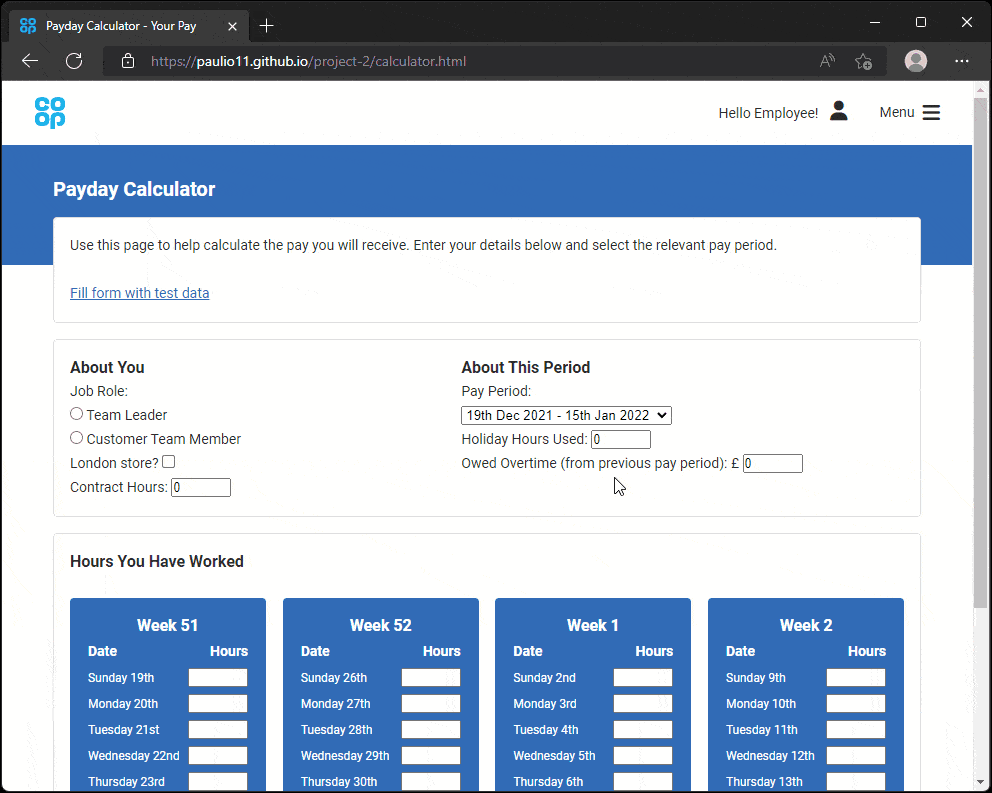 Payday Calculator - Your Pay
https://paulio11.github.io/project-2/calculator.html
co
op
Hello Employee!
Menu
Payday Calculator
Use this page to help calculate the pay you will receive. Enter your details below and select the relevant pay period.
Fill form with test data
About You
Job Role:
Team Leader
Customer Team Member
London store?
Contract Hours: 0
About This Period
Pay Period:
19th Dec 2021 - 15th Jan 2022
Holiday Hours Used: 0
Owed Overtime (from previous pay period): £ 0
Hours You Have Worked
Week 51
Date Hours
Sunday 19th
Monday 20th
Tuesday 21st
Wednesday 22nd
Thursday 23rd
Week 52
Date Hours
Sunday 26th
Monday 27th
Tuesday 28th
Wednesday 29th
Thursday 30th
Week 1
Date Hours
Sunday 2nd
Monday 3rd
Tuesday 4th
Wednesday 5th
Thursday 6th
Week 2
Date Hours
Sunday 9th
Monday 10th
Tuesday 11th
Wednesday 12th
Thursday 13th